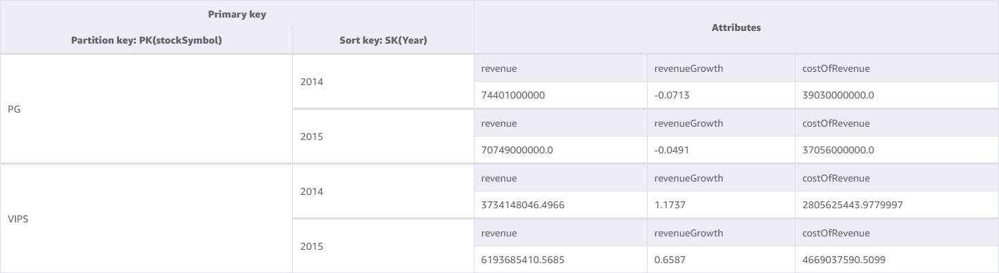 Primary key
Attributes
Partition key: PK(stockSymbol) Sort key: SK(Year)
PG
2014
revenue revenueGrowth costOfRevenue
74401000000 -0.0713 39030000000.0
2015
revenue revenueGrowth costOfRevenue
70749000000.0 -0.0491 37056000000.0
VIPS
2014
revenue revenueGrowth costOfRevenue
3734148046.4966 1.1737 2805625443.9779997
2015
revenue revenueGrowth costOfRevenue
6193685410.5685 0.6587 4669037590.5099